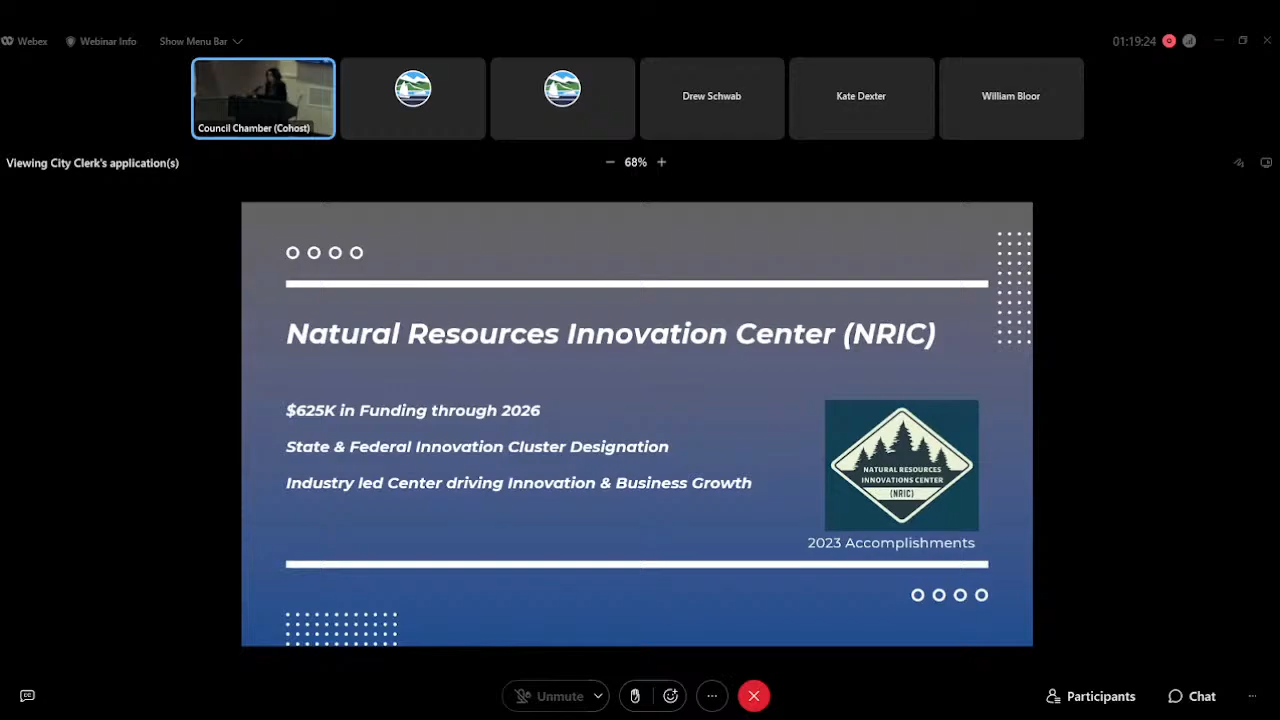 Webex
Webinar Info
Show Menu Bar
01:19:24
Council Chamber (Cohost)
Drew Schwab
Kate Dexter
William Bloor
Viewing City Clerk's application(s)
68%
Natural Resources Innovation Center (NRIC)
$625K in Funding through 2026
State & Federal Innovation Cluster Designation
Industry led Center driving Innovation & Business Growth
NATURAL RESOURCES
INNOVATIONS CENTER
(NRIC)
2023 Accomplishments
Unmute
Participants
Chat